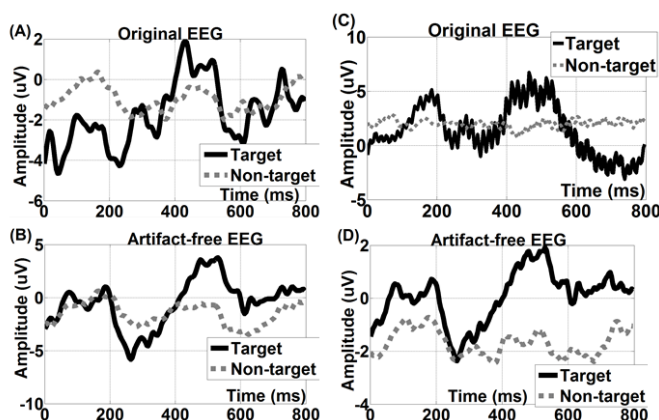 (A)
Original EEG
Amplitude (uV)
2
0
-2
-4
-6
Target
Non-target
Time (ms)
0
200
400
600
800
(B)
Artifact-free EEG
Amplitude (uV)
5
0
-5
-10
Target
Non-target
Time (ms)
0
200
400
600
800
(C)
Original EEG
Amplitude (uV)
10
5
0
-5
Target
Non-target
Time (ms)
0
200
400
600
800
(D)
Artifact-free EEG
Amplitude (uV)
2
0
-2
-4
Target
Non-target
Time (ms)
0
200
400
600
800